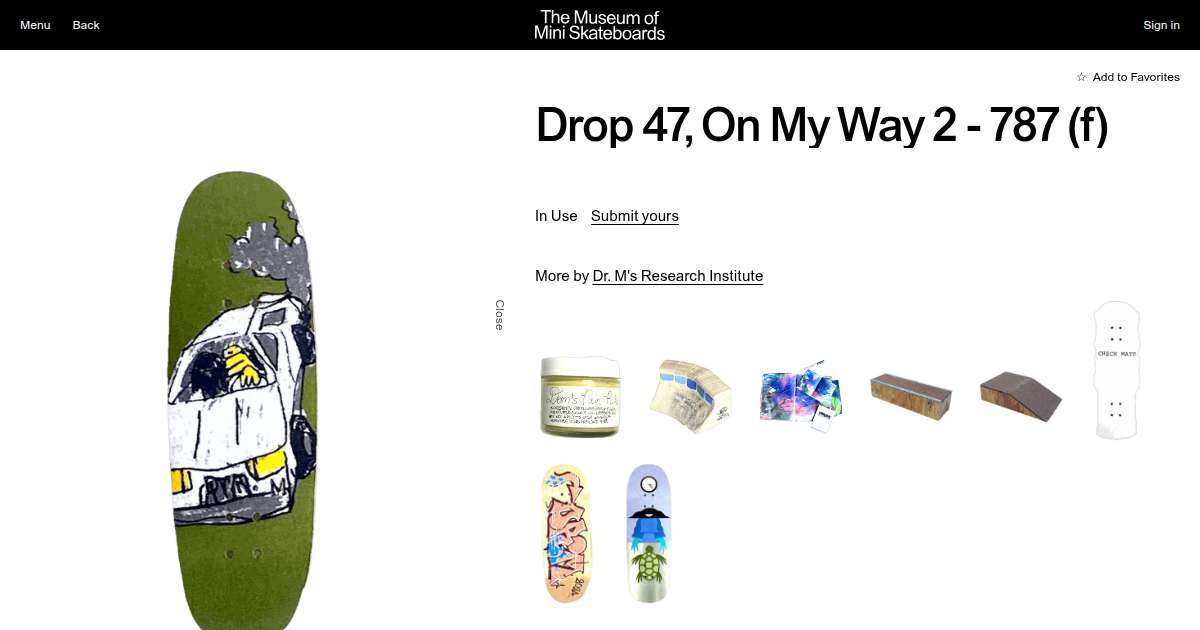 Menu
Back
The Museum of
Mini Skateboards
Sign in
☆ Add to Favorites
Drop 47, On My Way 2 - 787 (f)
In Use
Submit yours
More by Dr. M's Research Institute
Close
CHECK MATE